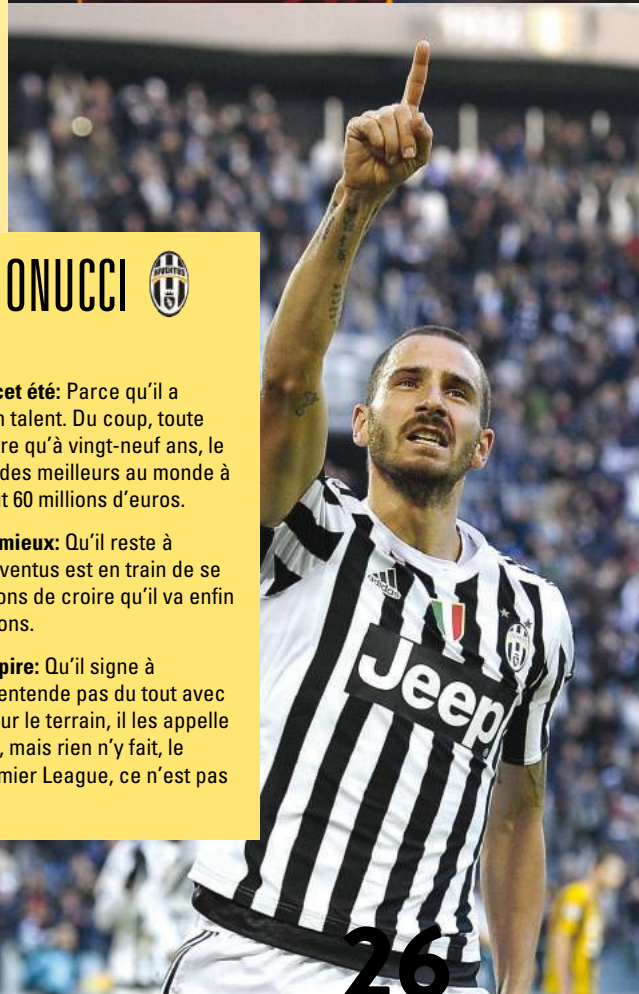 ONUCCI
JUVENTUS
cet été: Parce qu'il a
n talent. Du coup, toute
re qu'à vingt-neuf ans, le
des meilleurs au monde à
ut 60 millions d'euros.
mieux: Qu'il reste à
ventus est en train de se
ons de croire qu'il va enfin
ons.
pire: Qu'il signe à
entende pas du tout avec
ur le terrain, il les appelle
, mais rien n'y fait, le
mier League, ce n'est pas
adidas
Jeep
26